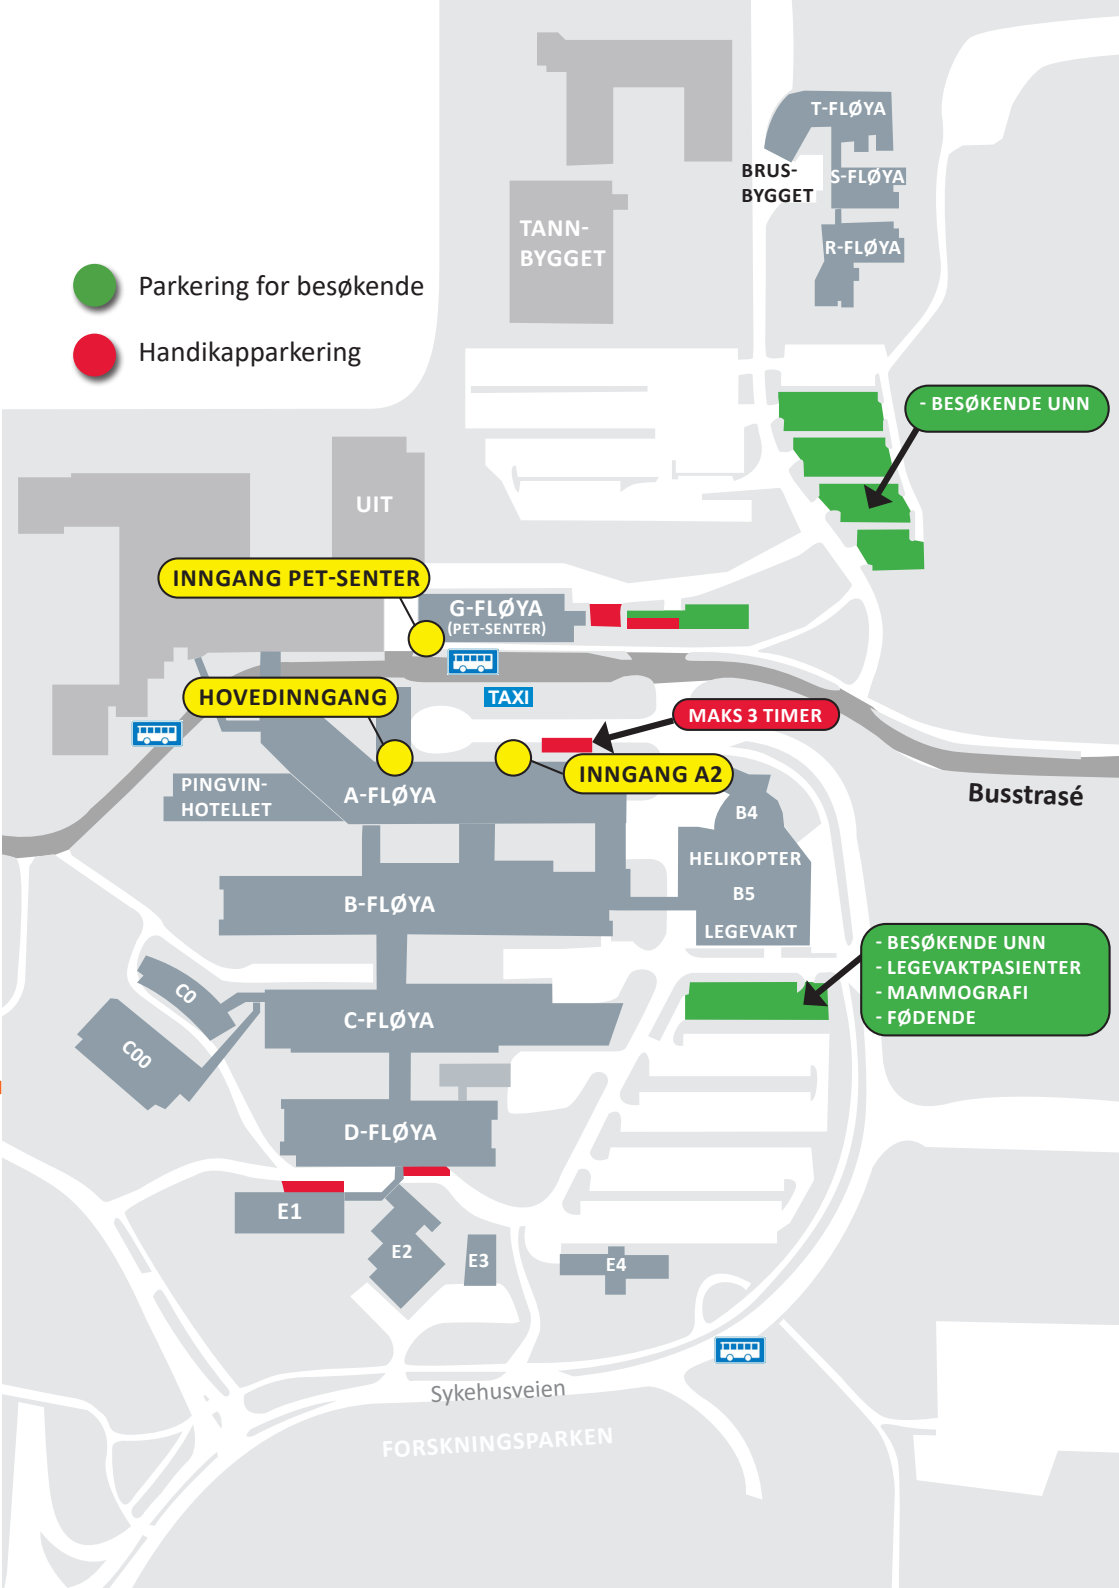 T-FLØYA
BRUS-
BYGGET
S-FLØYA
TANN-
BYGGET
R-FLØYA
Parkering for besøkende
Handikapparkering
- BESØKENDE UNN
UIT
INNGANG PET-SENTER
G-FLØYA
(PET-SENTER)
HOVEDINNGANG
TAXI
MAKS 3 TIMER
INNGANG A2
PINGVIN-
HOTELLET
A-FLØYA
Busstrasé
B4
HELIKOPTER
B5
LEGEVAKT
B-FLØYA
- BESØKENDE UNN
- LEGEVAKTPASIENTER
- MAMMOGRAFI
- FØDENDE
C0
C-FLØYA
C00
D-FLØYA
E1
E2
E3
E4
Sykehusveien
FORSKNINGSPARKEN